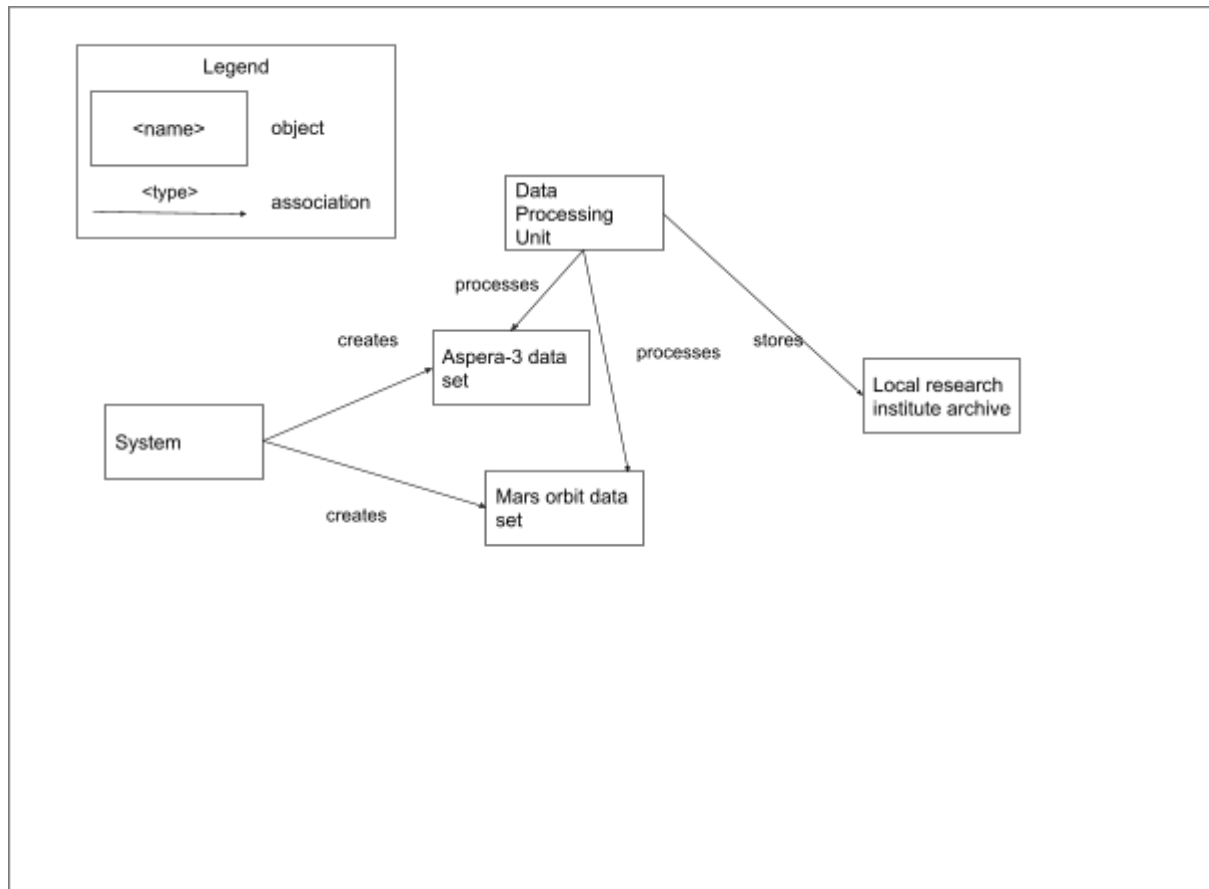 Legend
<name>
object
<type>
association
Data
Processing
Unit
processes
creates
Aspera-3 data
set
processes
stores
Local research
institute archive
System
Mars orbit data
set
creates